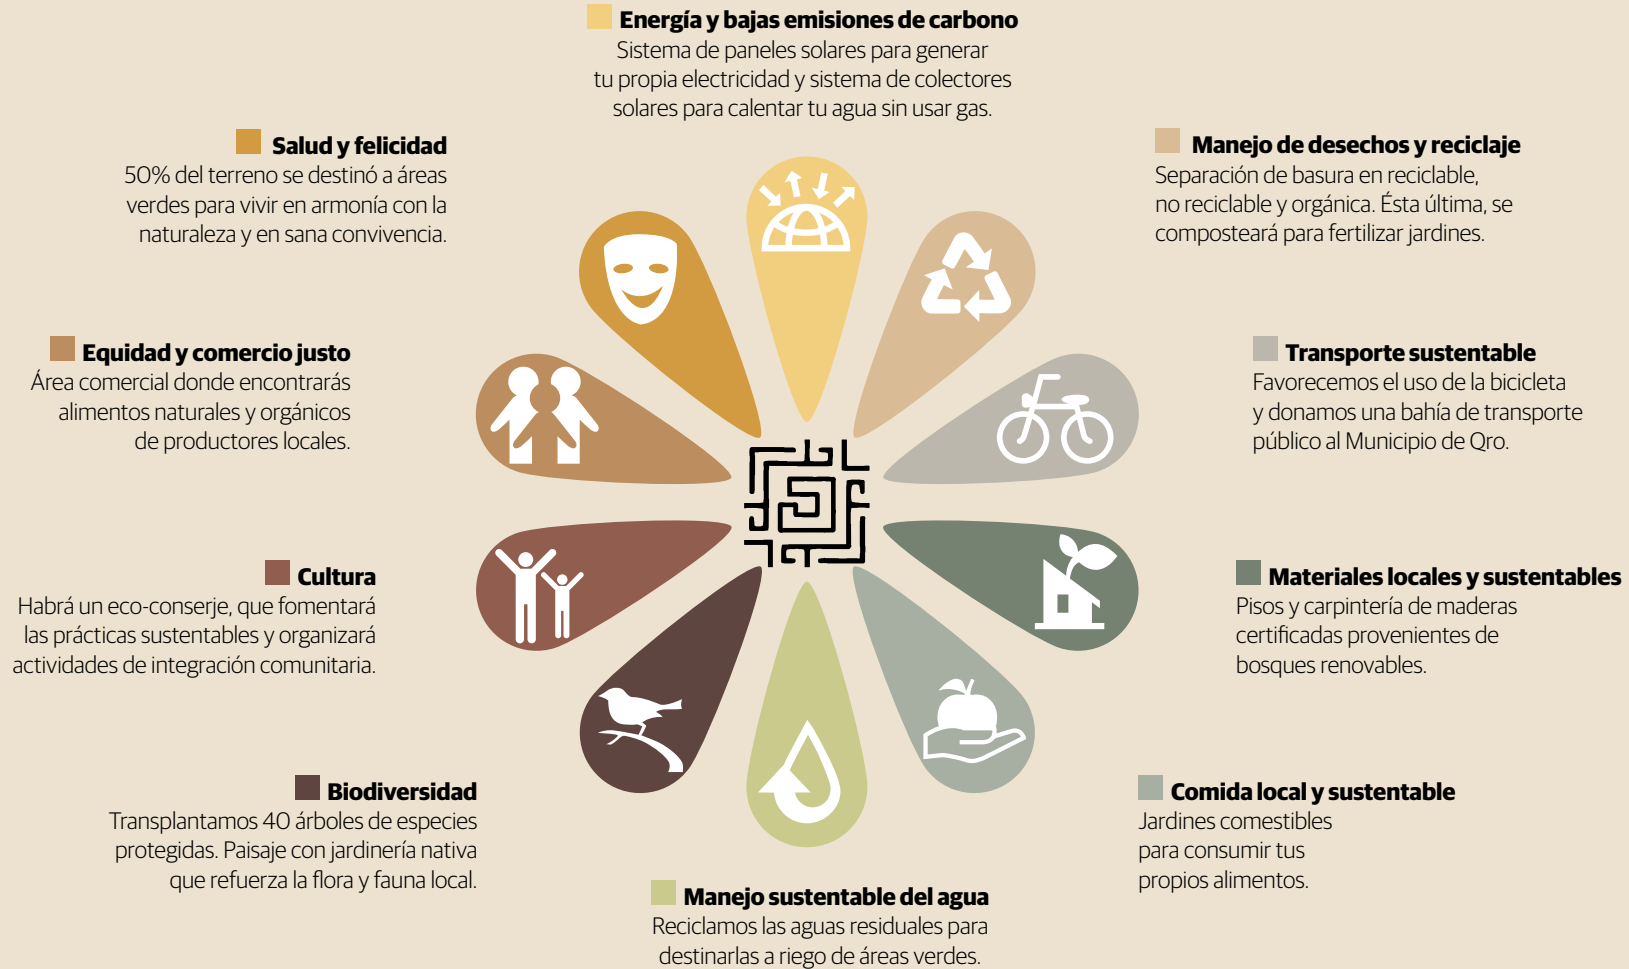 Energía y bajas emisiones de carbono
Sistema de paneles solares para generar
tu propia electricidad y sistema de colectores
solares para calentar tu agua sin usar gas.
Manejo de desechos y reciclaje
Separación de basura en reciclable,
no reciclable y orgánica. Ésta última, se
composteará para fertilizar jardines.
Transporte sustentable
Favorecemos el uso de la bicicleta
y donamos una bahía de transporte
público al Municipio de Qro.
Materiales locales y sustentables
Pisos y carpintería de maderas
certificadas provenientes de
bosques renovables.
Comida local y sustentable
Jardines comestibles
para consumir tus
propios alimentos.
Manejo sustentable del agua
Reciclamos las aguas residuales para
destinarlas a riego de áreas verdes.
Biodiversidad
Transplantamos 40 árboles de especies
protegidas. Paisaje con jardinería nativa
que refuerza la flora y fauna local.
Cultura
Habrá un eco-conserje, que fomentará
las prácticas sustentables y organizará
actividades de integración comunitaria.
Equidad y comercio justo
Área comercial donde encontrarás
alimentos naturales y orgánicos
de productores locales.
Salud y felicidad
50% del terreno se destinó a áreas
verdes para vivir en armonía con la
naturaleza y en sana convivencia.